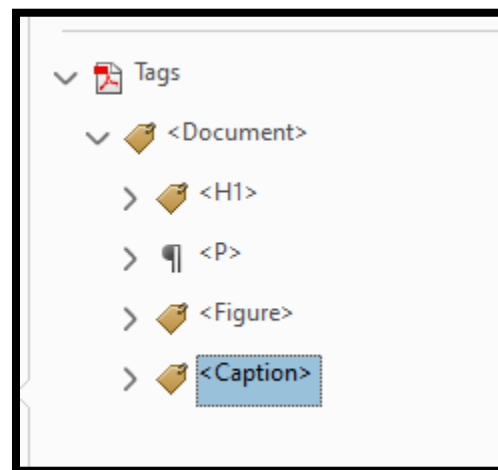 Tags
<Document>
<H1>
<P>
<Figure>
<Caption>